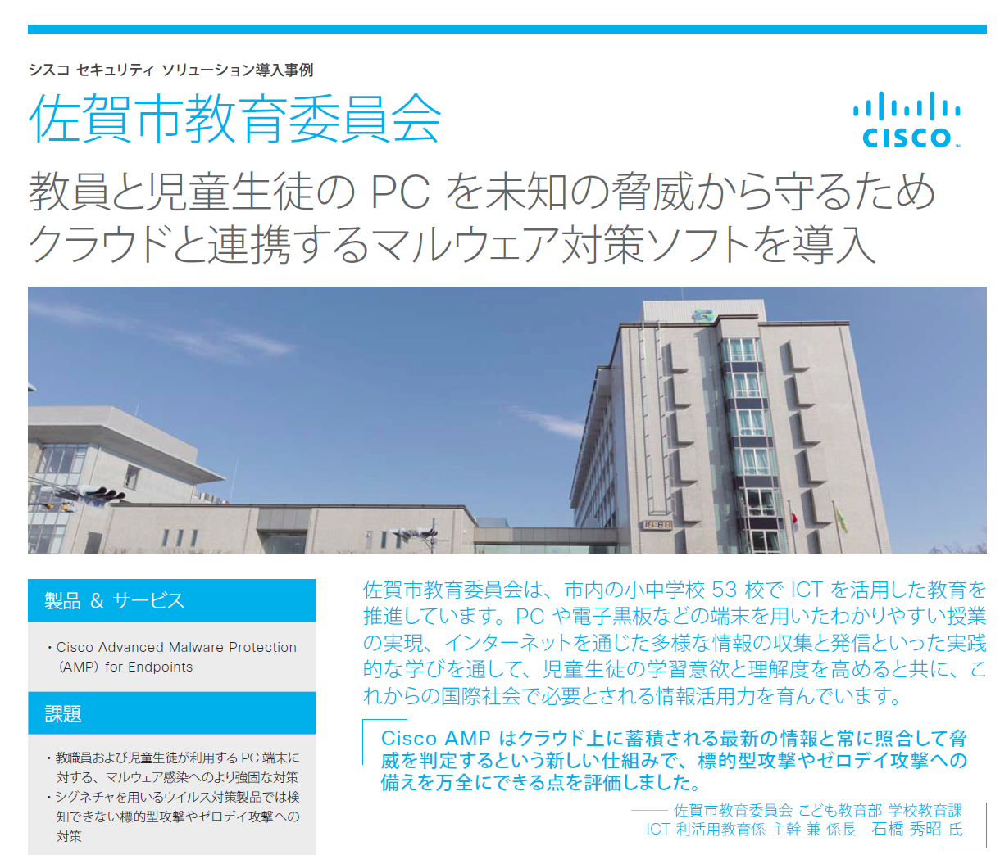 シスコ セキュリティ ソリューション導入事例
佐賀市教育委員会
CISCO
教員と児童生徒の PC を未知の脅威から守るため
クラウドと連携するマルウェア対策ソフトを導入
製品 & サービス
・Cisco Advanced Malware Protection
（AMP）for Endpoints
課題
・教職員および児童生徒が利用する PC 端末に
対する、マルウェア感染へのより強固な対策
・シグネチャを用いるウイルス対策製品では検
知できない標的型攻撃やゼロデイ攻撃への
対策
佐賀市教育委員会は、市内の小中学校 53 校で ICT を活用した教育を
推進しています。PC や電子黒板などの端末を用いたわかりやすい授業
の実現、インターネットを通じた多様な情報の収集と発信といった実践
的な学びを通して、児童生徒の学習意欲と理解度を高めると共に、こ
れからの国際社会で必要とされる情報活用力を育んでいます。
Cisco AMP はクラウド上に蓄積される最新の情報と常に照合して脅
威を判定するという新しい仕組みで、標的型攻撃やゼロデイ攻撃への
備えを万全にできる点を評価しました。
―― 佐賀市教育委員会 こども教育部 学校教育課
ICT 利活用教育係 主幹 兼 係長　石橋 秀昭 氏